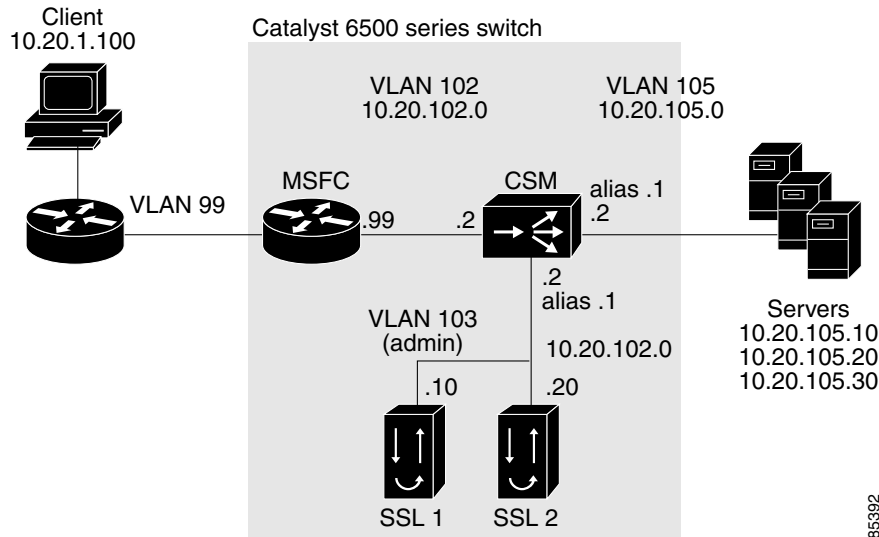 Client
10.20.1.100
Catalyst 6500 series switch
VLAN 102
10.20.102.0
VLAN 105
10.20.105.0
VLAN 99
MSFC
.99
.2
CSM
alias .1
.2
.2
alias .1
VLAN 103
(admin)
10.20.102.0
.10
.20
SSL 1
SSL 2
Servers
10.20.105.10
10.20.105.20
10.20.105.30
85392